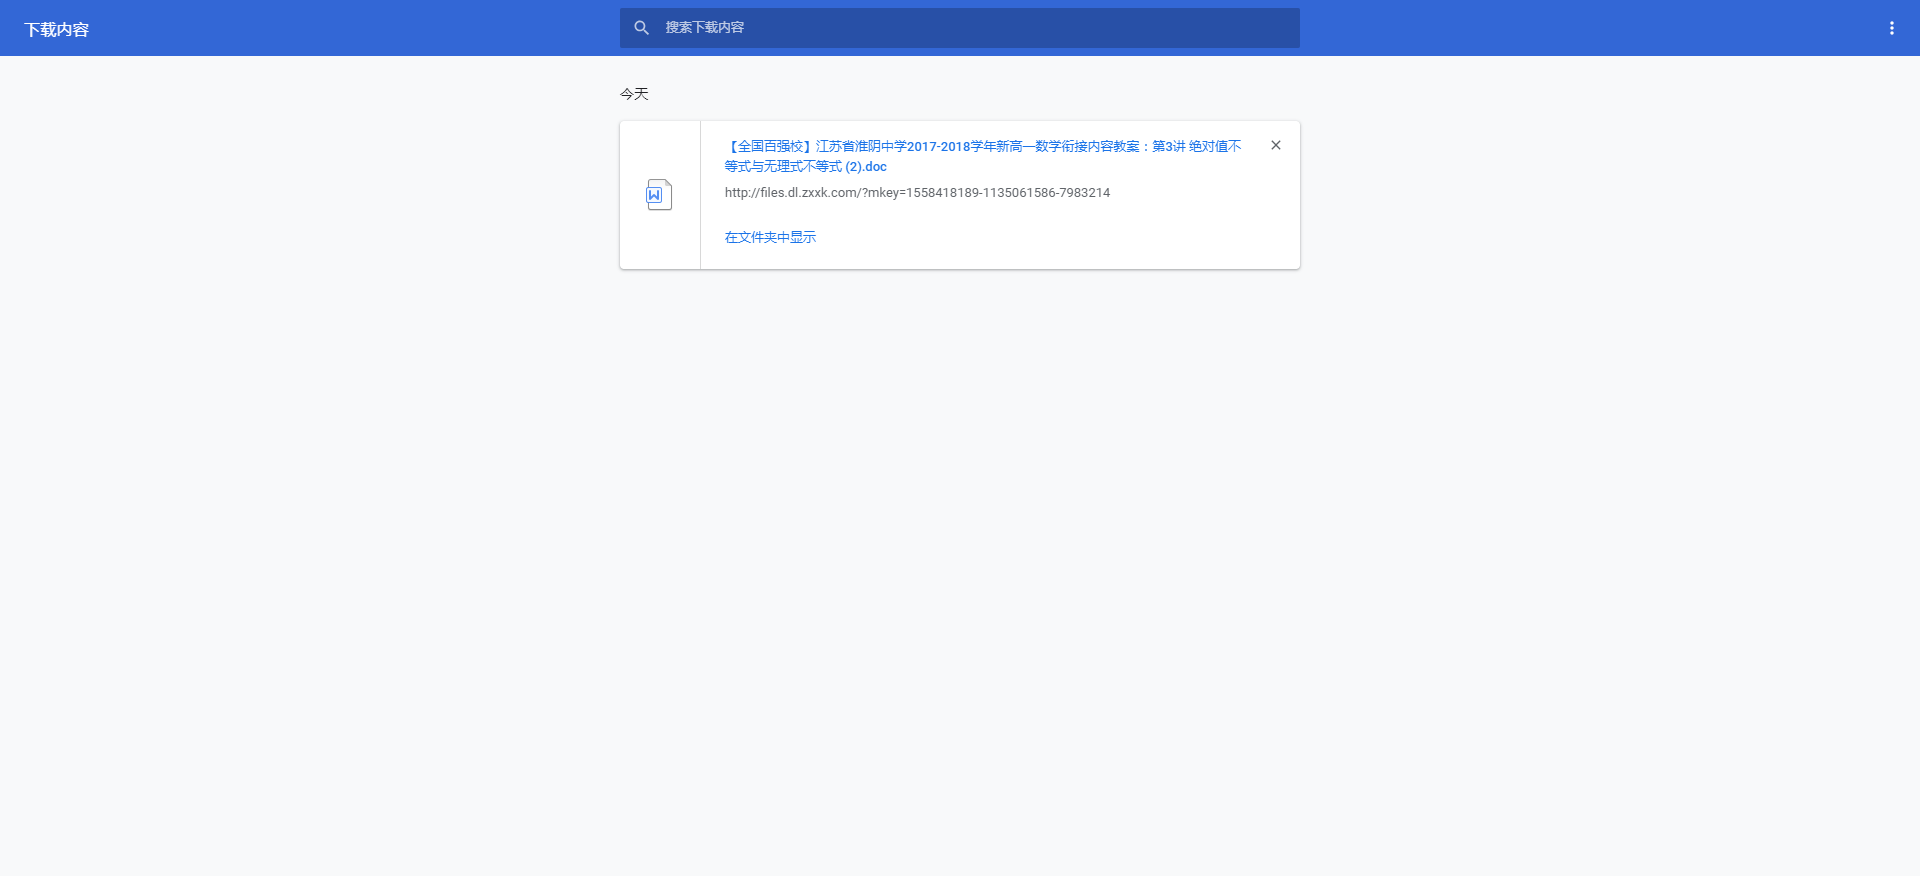 下载内容
搜索下载内容
今天
【全国百强校】江苏省淮阴中学2017-2018学年新高一数学衔接内容教案：第3讲 绝对值不
等式与无理式不等式 (2).doc
http://files.dl.zxxk.com/?mkey=1558418189-1135061586-7983214
在文件夹中显示